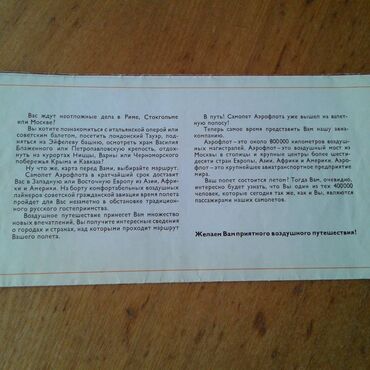 Вас ждут неотложные дела в Риме, Стокгольме
или Москве?
Вы хотите познакомиться с итальянской оперой или
советским балетом, посетить лондонский Тауэр, под-
няться на Эйфелеву башню, осмотреть храм Василия
Блаженного или Петропавловскую крепость, отдох-
нуть на курортах Ниццы, Варны или Черноморского
побережья Крыма и Кавказа?
Ну что же, карта перед Вами, выбирайте маршрут.
Самолет Аэрофлота в кратчайший срок доставит
Вас в Западную или Восточную Европу из Азии, Афри-
ки и Америки. На борту комфортабельных воздушных
лайнеров советской гражданской авиации время полета
пройдет для Вас незаметно в обстановке традицион-
ного русского гостеприимства.
Воздушное путешествие принесет Вам множество
новых впечатлений, Вы получите интересные сведения
о городах и странах, над которыми проходит маршрут
Вашего полета.
В путь! Самолет Аэрофлота уже вышел на взлет-
ную полосу!
Теперь самое время представить Вам нашу авиа-
компанию.
Аэрофлот – это около 800000 километров воздуш-
ных магистралей. Аэрофлот – это воздушный мост из
Москвы в столицы и крупные центры более шести-
десяти стран Европы, Азии, Африки и Америки. Аэро-
флот – это крупнейшее авиатранспортное предприятие
мира.
Ваш полет состоится летом! Тогда Вам, очевидно,
интересно будет узнать, что Вы один из тех 400000
человек, которые сегодня так же, как и Вы, являются
пассажирами наших самолетов.
Желаем Вам приятного воздушного путешествия!